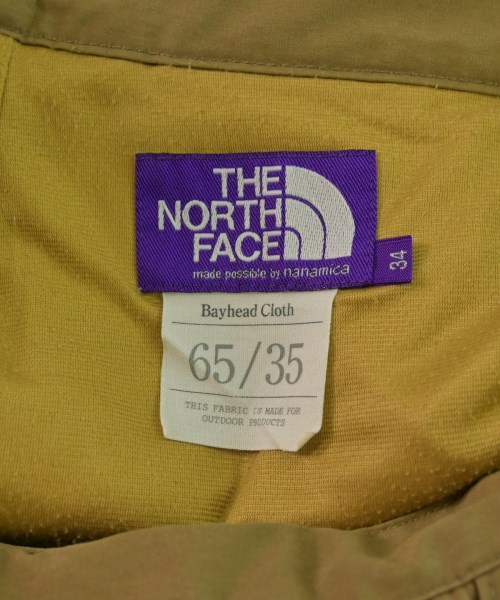 THE
NORTH
FACE
made possible by nanamica
34
Bayhead Cloth
65/35
THIS FABRIC IS MADE FOR
OUTDOOR PRODUCTS